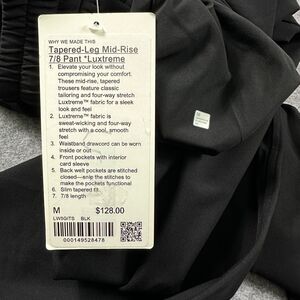 WHY WE MADE THIS
Tapered-Leg Mid-Rise
7/8 Pant *Luxtreme
1. Elevate your look without
compromising your comfort.
These mid-rise, tapered
trousers feature classic
tailoring and four-way stretch
Luxtreme™ fabric for a sleek
look and feel
2. Luxtreme™ fabric is
sweat-wicking and four-way
stretch with a cool, smooth
feel
3. Waistband drawcord can be worn
inside or out
4. Front pockets with interior
card sleeve
5. Back welt pockets are stitched
closed—snip the stitches to
make the pockets functional
6. Slim tapered fit
7. 7/8 length
M $128.00
LW5GITS BLK
000149528478